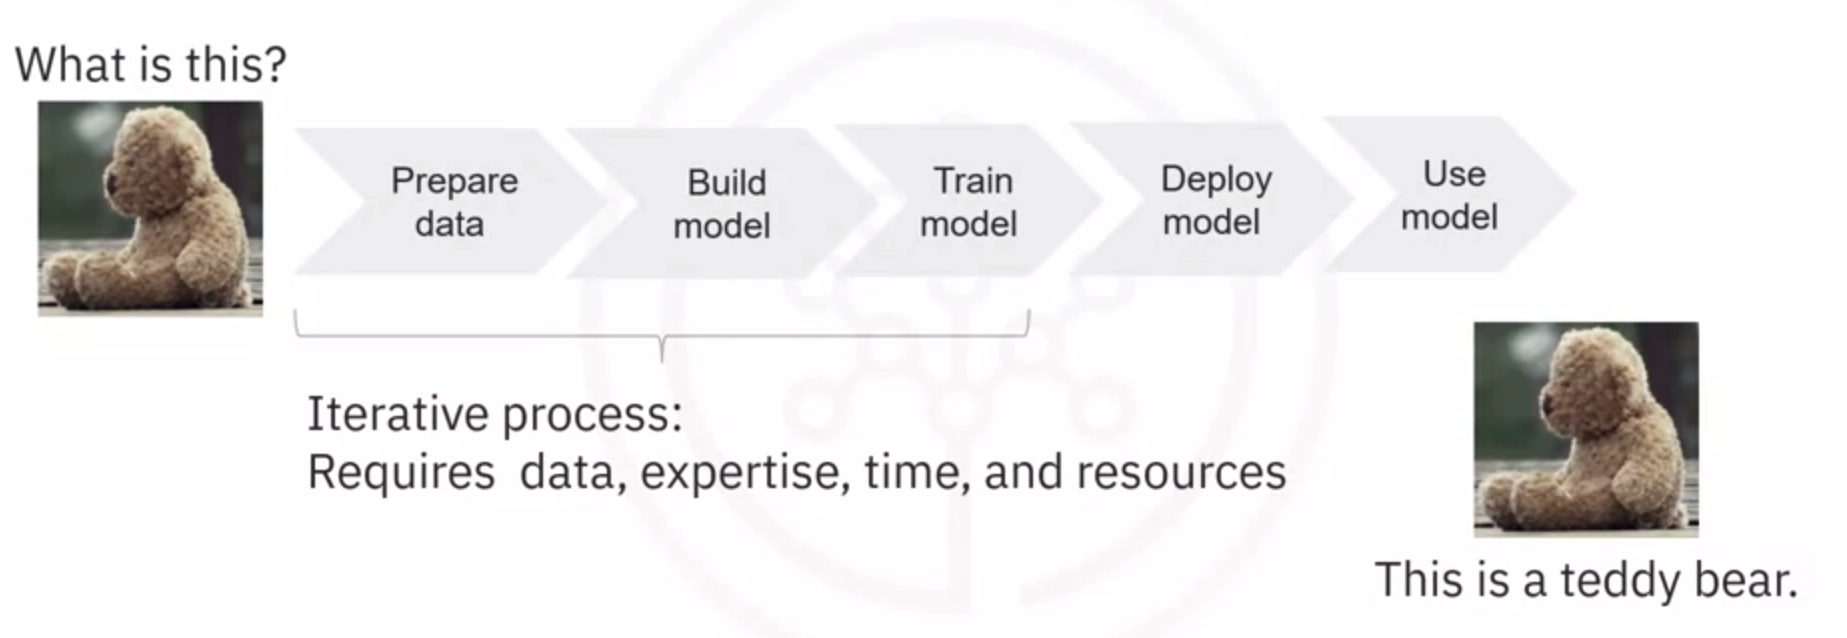 What is this?
Prepare
data
Build
model
Train
model
Deploy
model
Use
model
Iterative process:
Requires  data, expertise, time, and resources
This is a teddy bear.